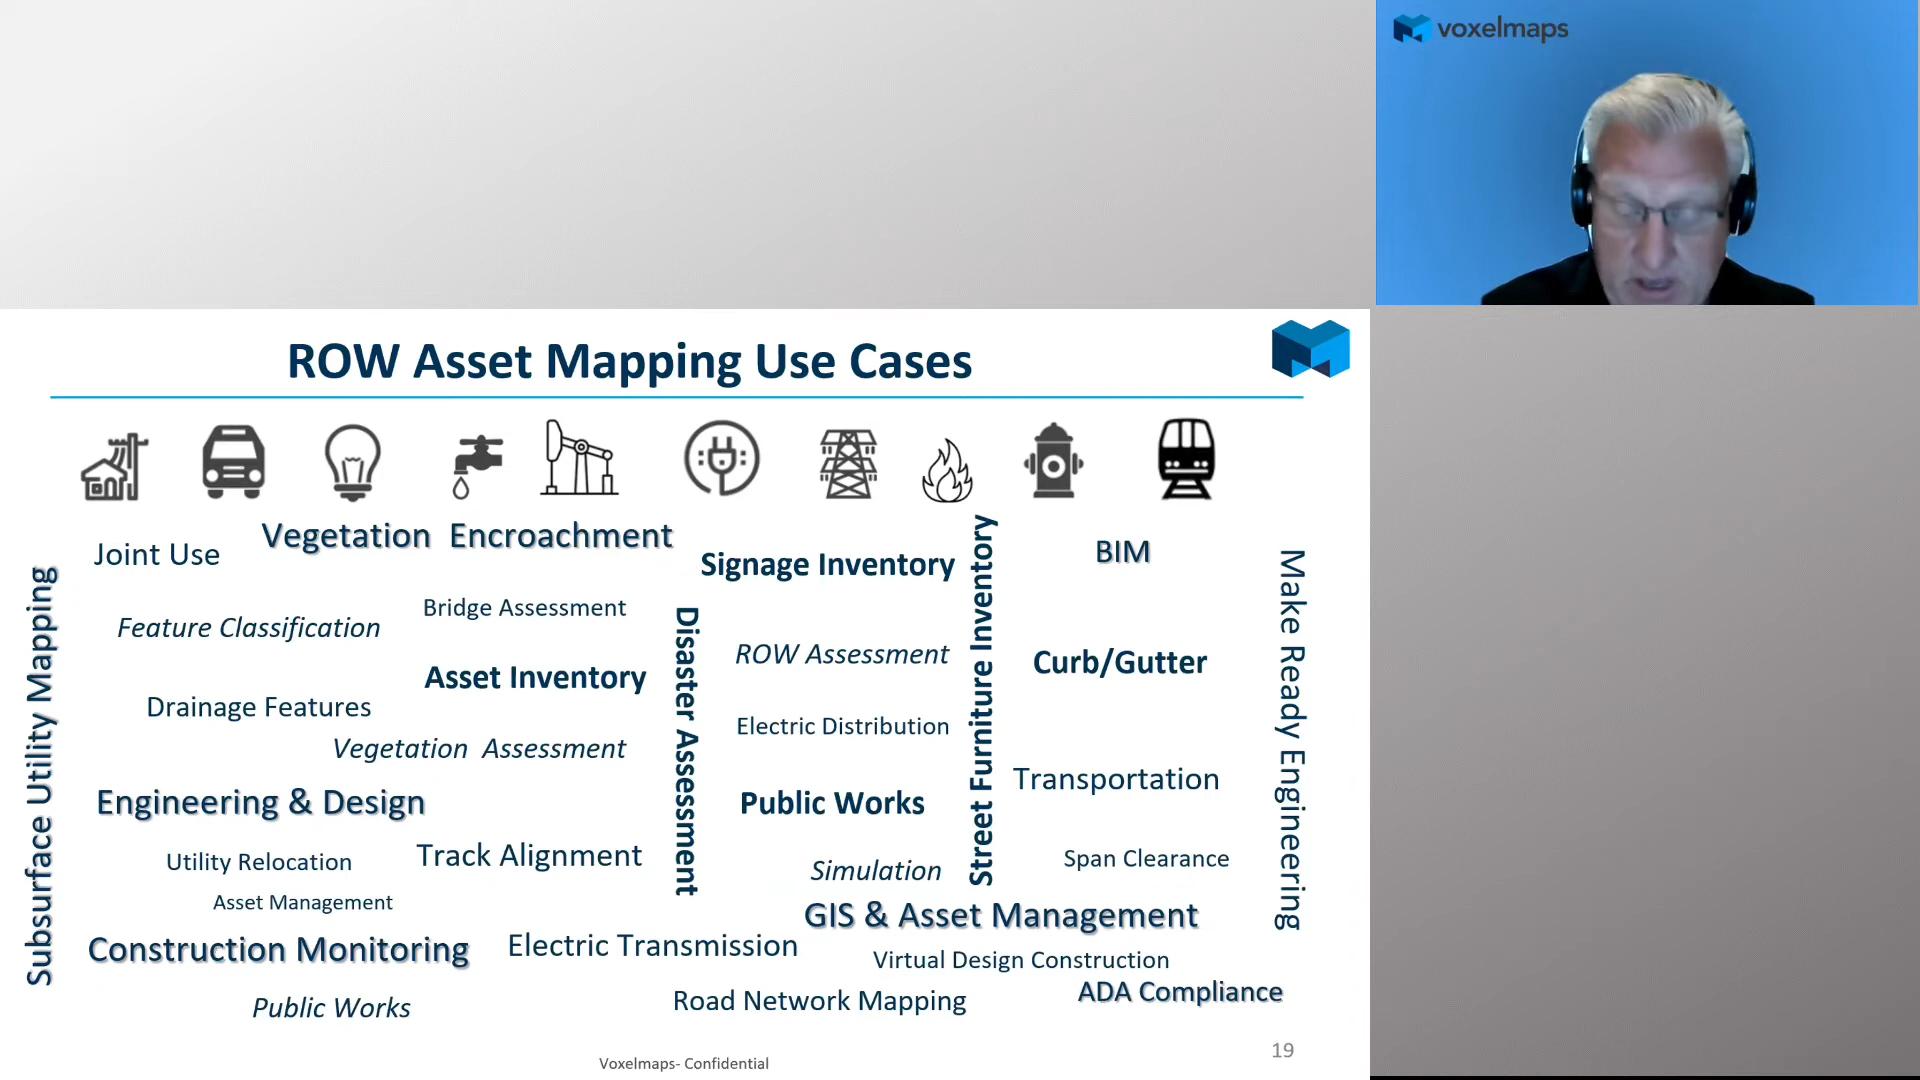 voxelmaps
ROW Asset Mapping Use Cases
Vegetation Encroachment
Joint Use
Signage Inventory
BIM
Subsurface Utility Mapping
Feature Classification
Bridge Assessment
Disaster Assessment
ROW Assessment
Street Furniture Inventory
Curb/Gutter
Make Ready Engineering
Asset Inventory
Drainage Features
Electric Distribution
Vegetation Assessment
Transportation
Engineering & Design
Public Works
Utility Relocation
Track Alignment
Simulation
Span Clearance
Asset Management
GIS & Asset Management
Construction Monitoring
Electric Transmission
Virtual Design Construction
ADA Compliance
Public Works
Road Network Mapping
19
Voxelmaps- Confidential